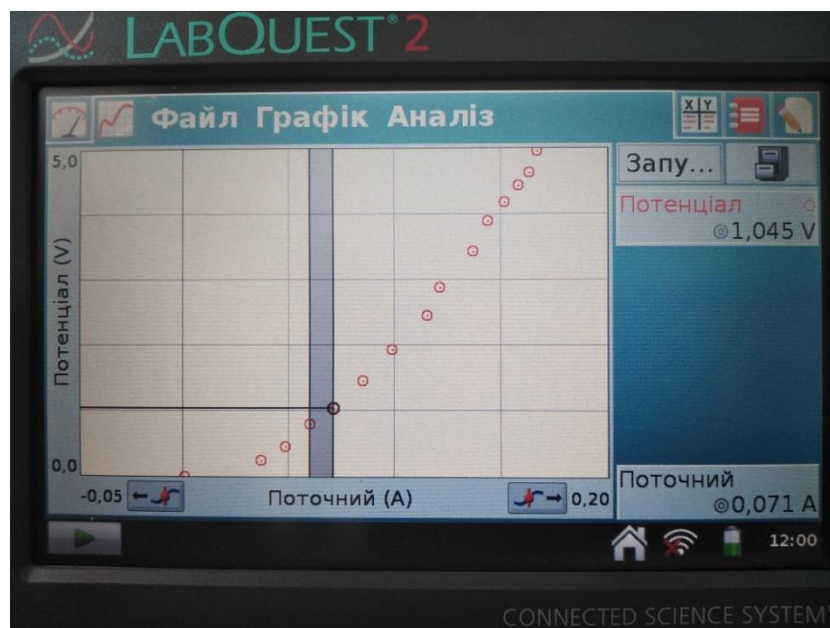 LABQUEST®2
Файл Графік Аналіз
X Y
5,0
Потенціал (V)
0,0
-0,05
Поточний (A)
0,20
Запу...
Потенціал
1,045 V
Поточний
0,071 A
12:00
CONNECTED SCIENCE SYSTEM